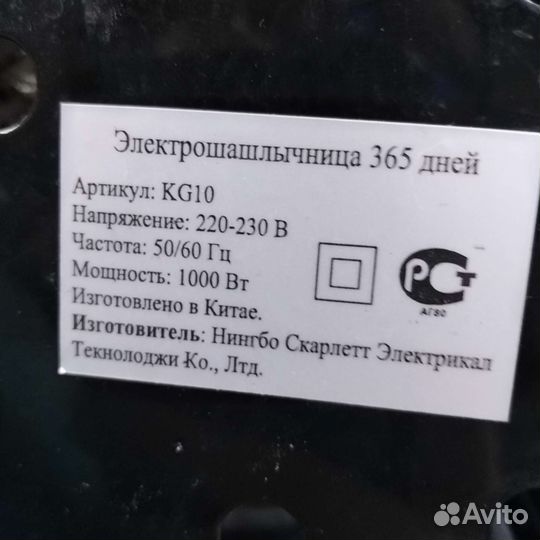 Электрошашлычница 365 дней
Артикул: KG10
Напряжение: 220-230 В
Частота: 50/60 Гц
Мощность: 1000 Вт
Изготовлено в Китае.
Изготовитель: Нингбо Скарлетт Электрикал
Текнолоджи Ко., Лтд.
РСТ
АГ80
Avito